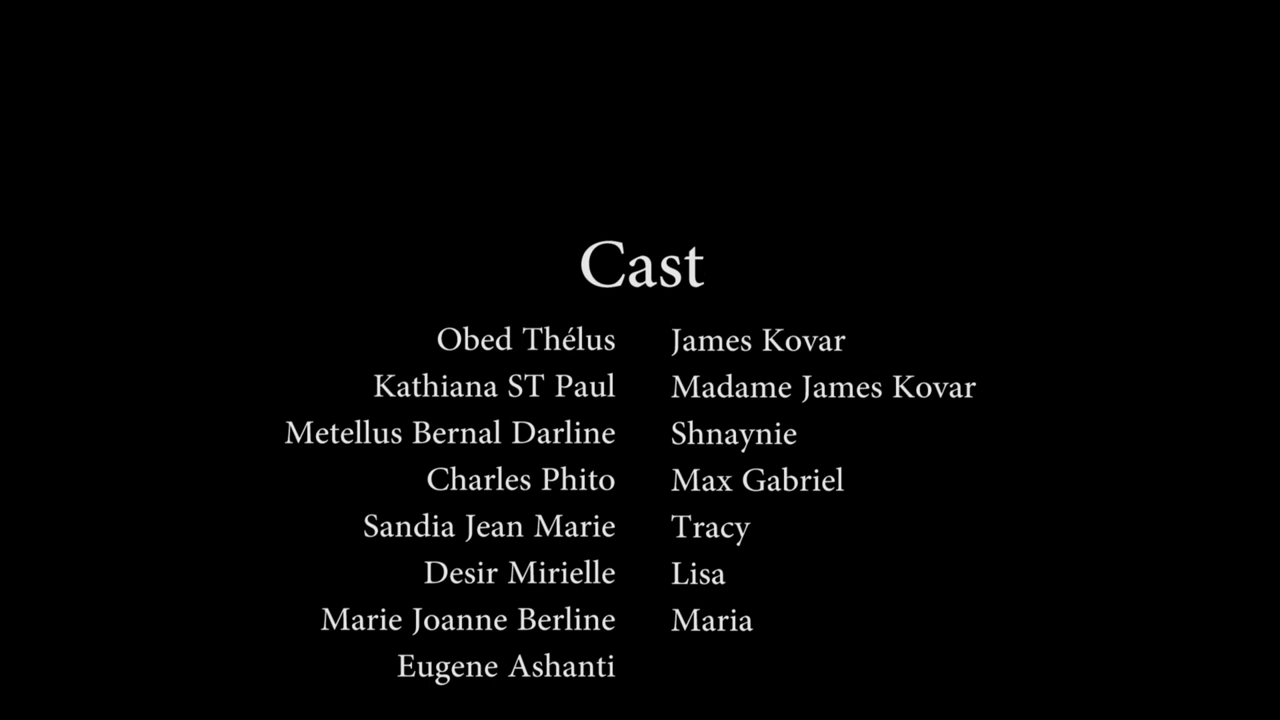 Cast
Obed Thélus James Kovar
Kathiana ST Paul Madame James Kovar
Metellus Bernal Darline Shnaynie
Charles Phito Max Gabriel
Sandia Jean Marie Tracy
Desir Mirielle Lisa
Marie Joanne Berline Maria
Eugene Ashanti